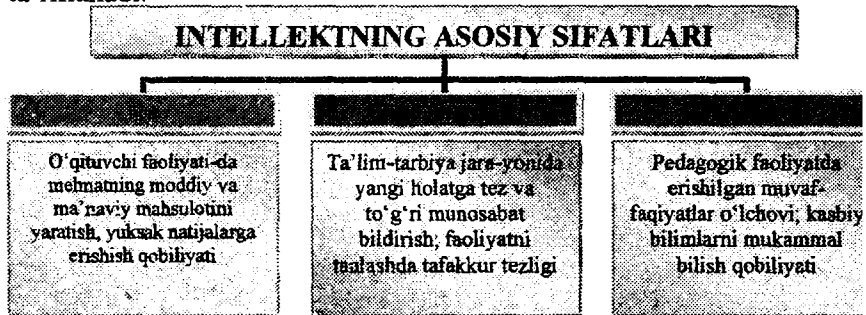 INTELLEKTNING ASOSIY SIFATLARI
O‘qituvchi faoliyati-da
mehnatning moddiy va
ma’naviy mahsulotini
yaratish, yuksak natijalarga
erishish qobiliyati
Ta’lim-tarbiya jara-yonida
yangi holatga tez va
to‘g‘ri munosabat
bildirish; faoliyatni
tanlashda tafakkur tezligi
Pedagogik faoliyatda
erishilgan muvaf-
faqiyatlar o‘lchovi; kasbiy
bilimlarni mukammal
bilish qobiliyati